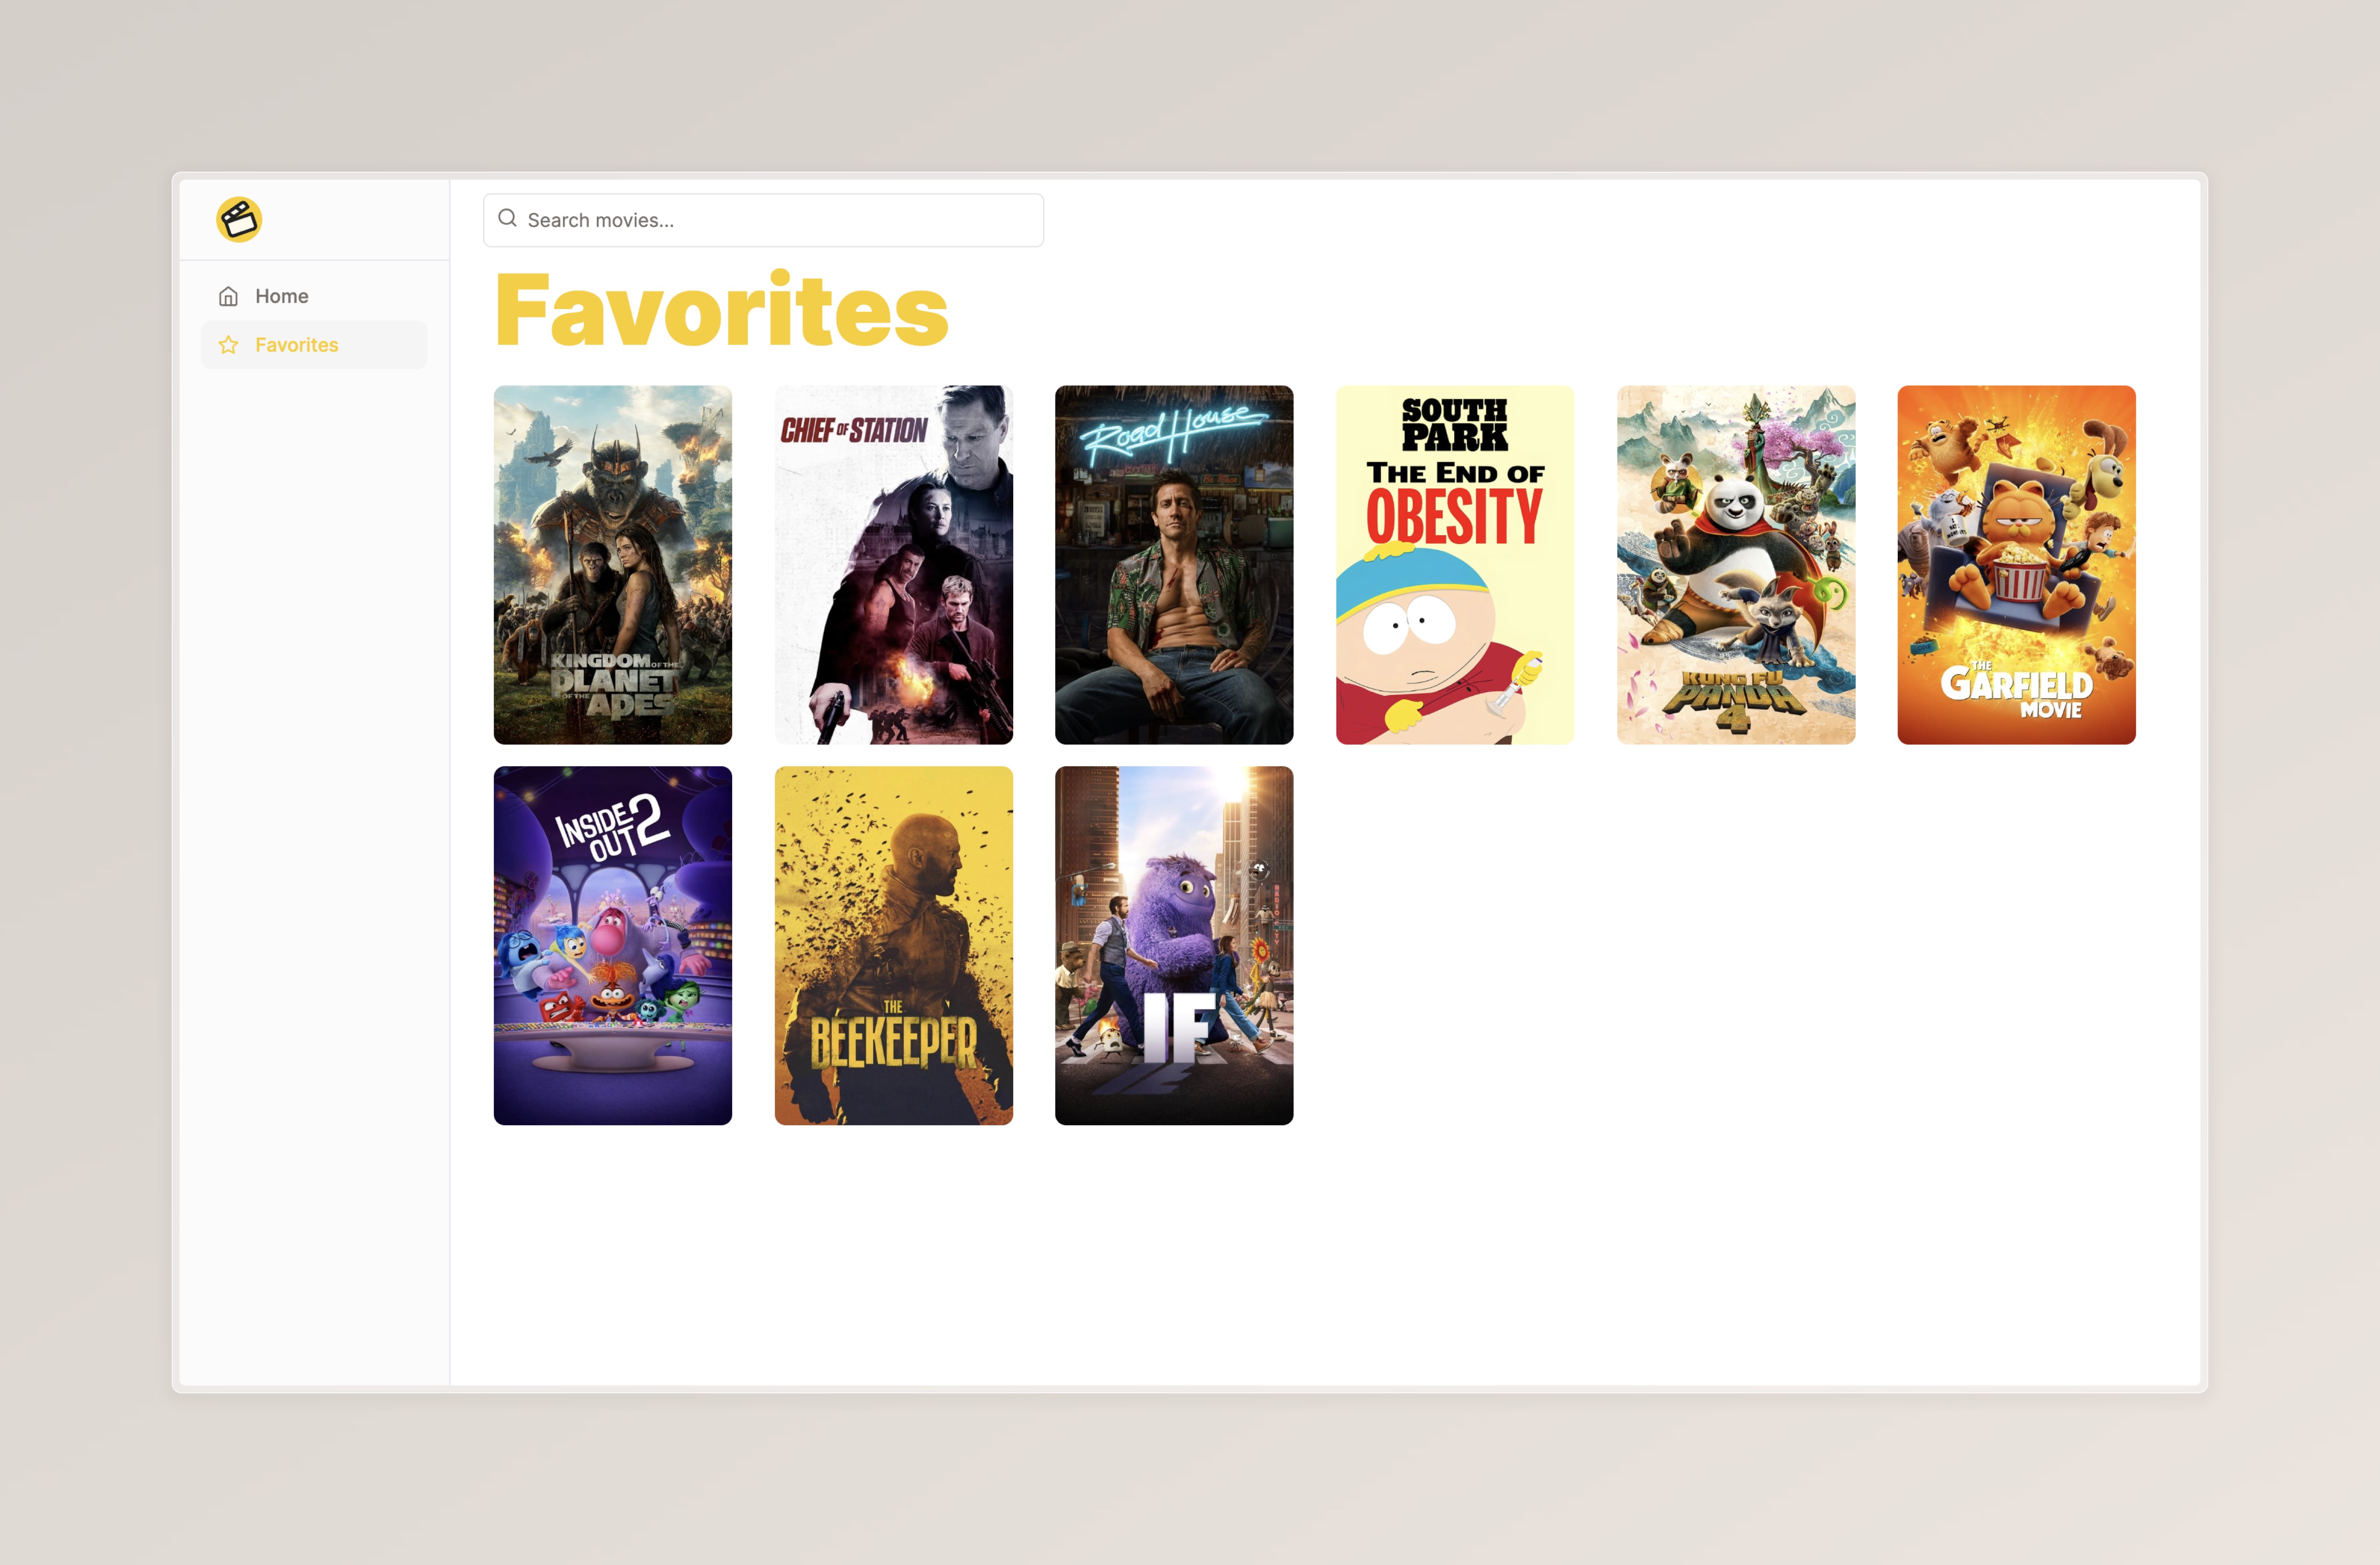 Search movies...
Home
Favorites
Favorites
KINGDOM OF THE
PLANET
OF THE APES
CHIEF OF STATION
Road House
SOUTH
PARK
THE END OF
OBESITY
KUNG FU
PANDA
4
THE
GARFIELD
MOVIE
INSIDE
OUT 2
THE
BEEKEEPER
IF